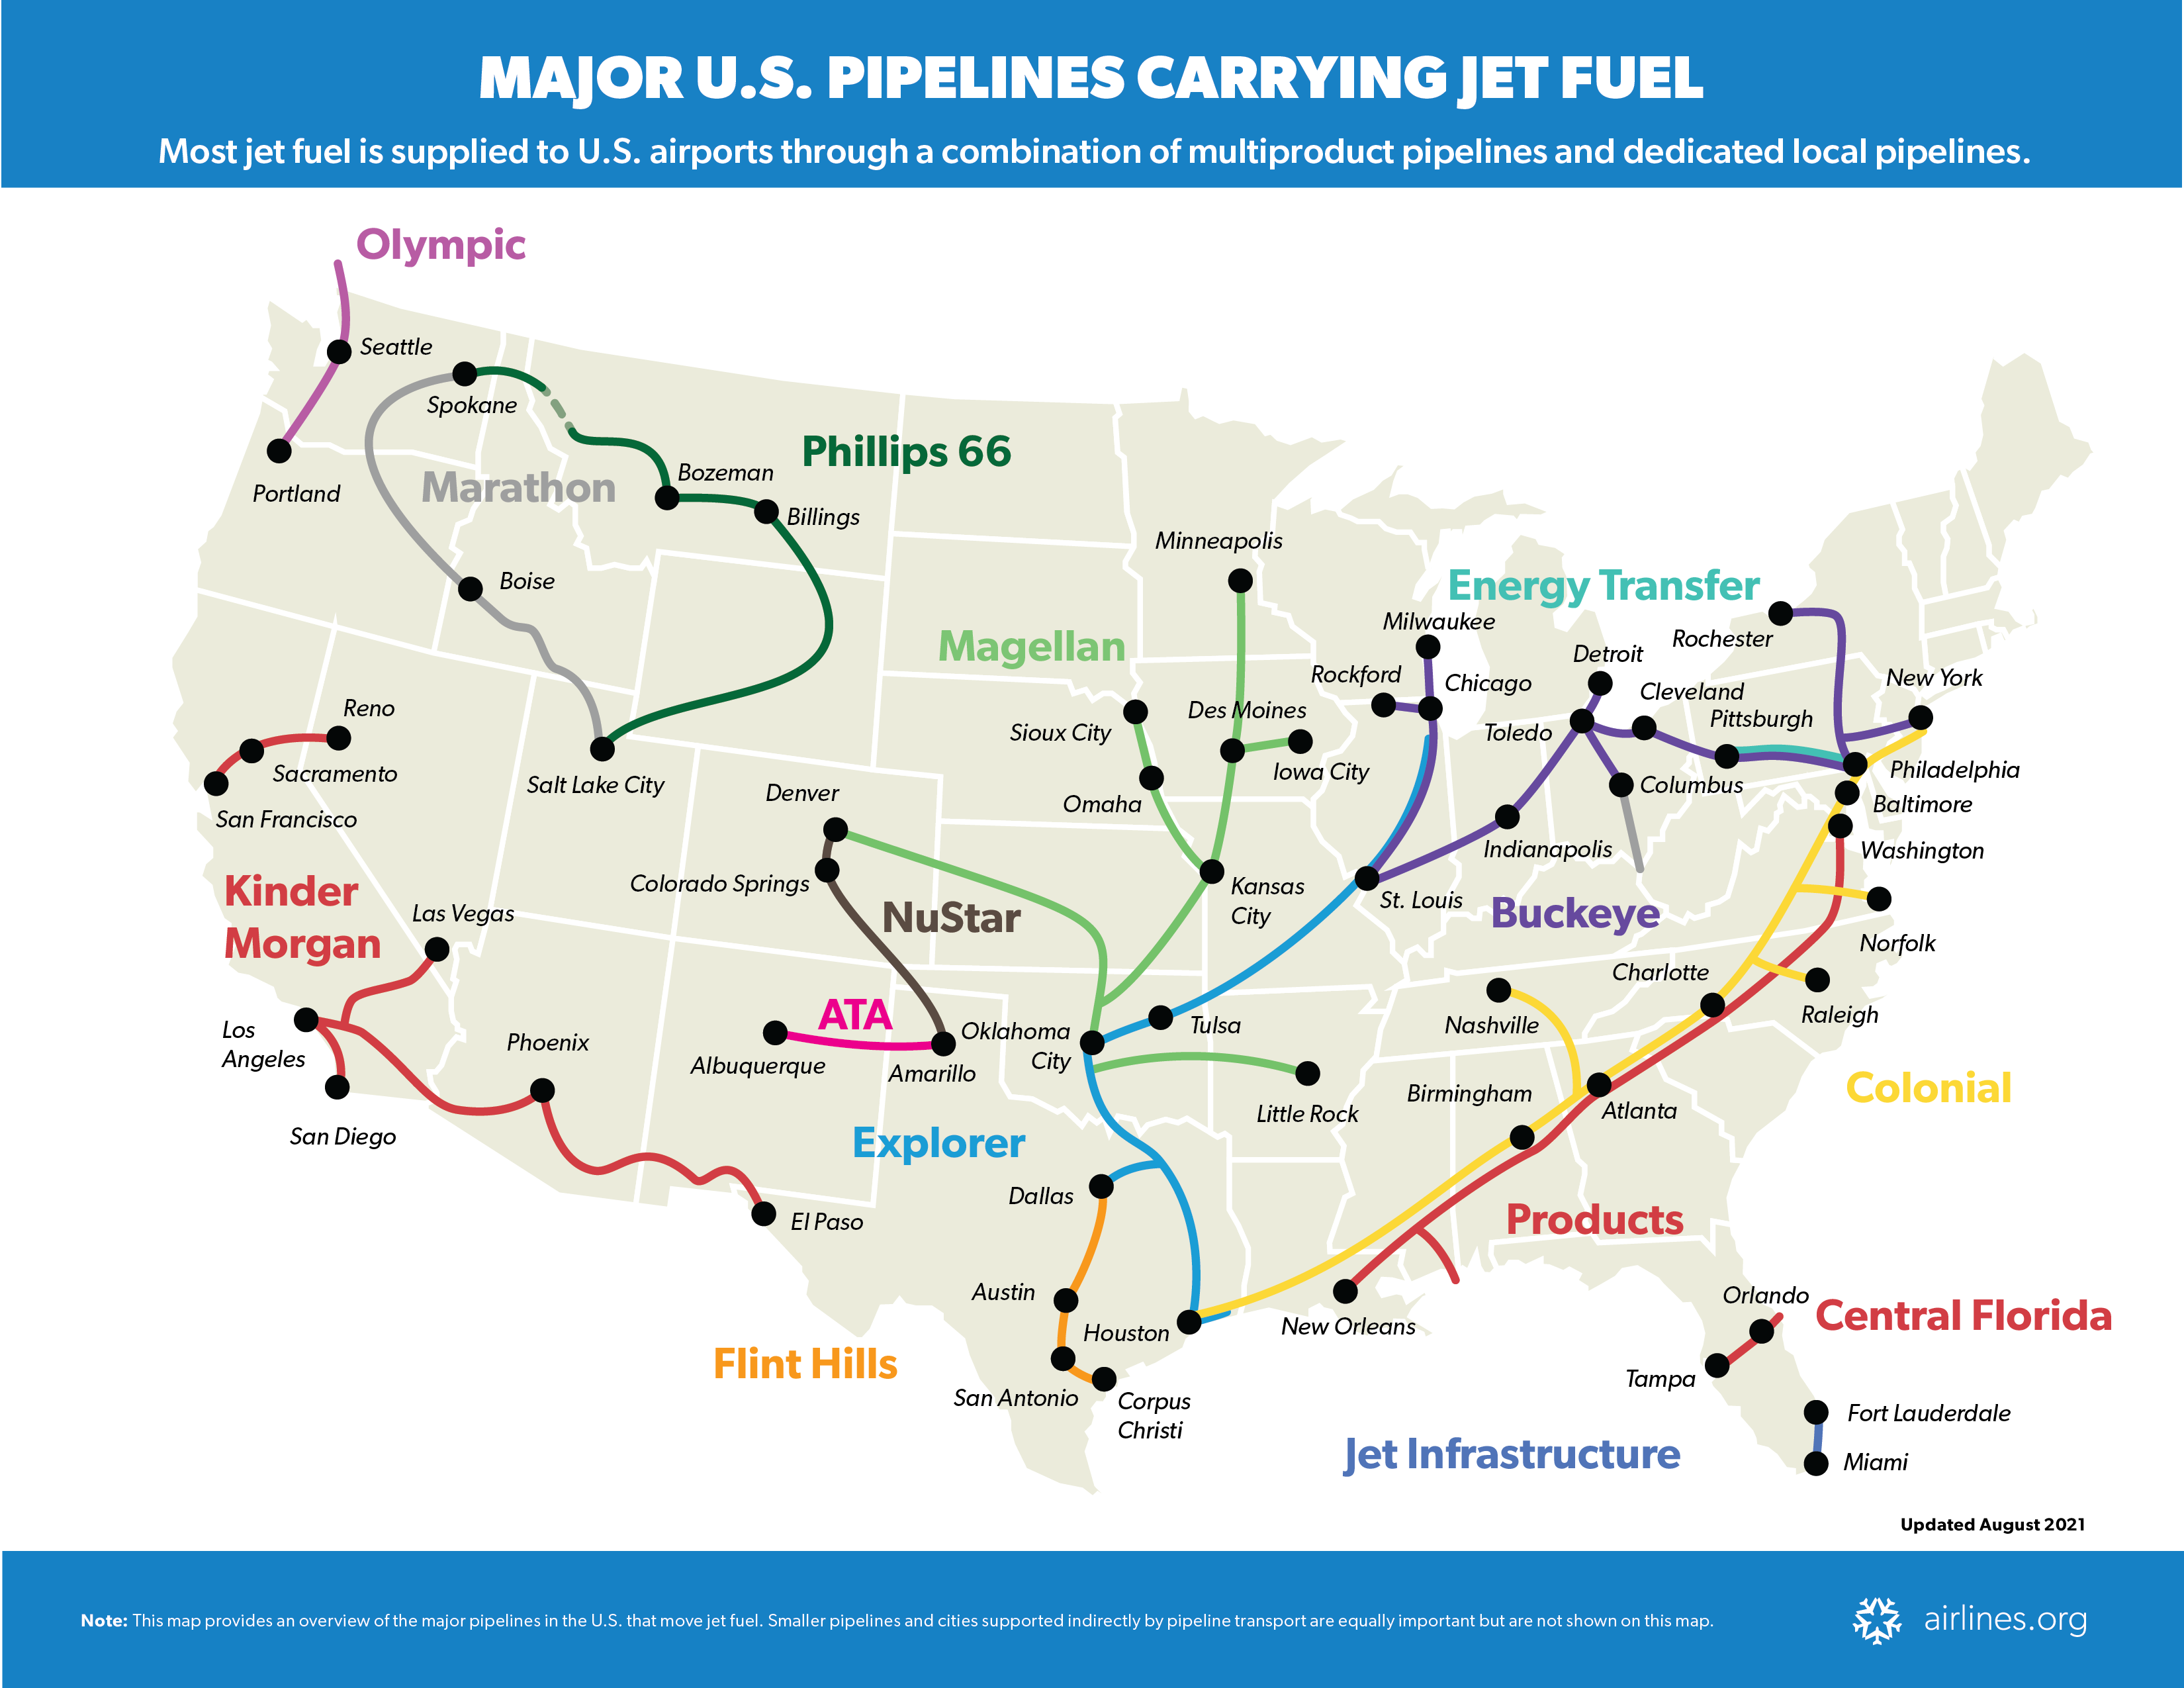 MAJOR U.S. PIPELINES CARRYING JET FUEL
Most jet fuel is supplied to U.S. airports through a combination of multiproduct pipelines and dedicated local pipelines.
Olympic
Seattle
Spokane
Portland
Marathon
Phillips 66
Bozeman
Billings
Boise
Minneapolis
Energy Transfer
Milwaukee
Rochester
Magellan
Detroit
Rockford
Chicago
New York
Cleveland
Reno
Des Moines
Pittsburgh
Sioux City
Toledo
Sacramento
Iowa City
Philadelphia
Salt Lake City
Columbus
Denver
Omaha
Baltimore
San Francisco
Indianapolis
Washington
Colorado Springs
Kansas
City
Kinder
Morgan
St. Louis
Las Vegas
NuStar
Buckeye
Norfolk
Charlotte
ATA
Raleigh
Nashville
Tulsa
Los
Angeles
Oklahoma
City
Phoenix
Albuquerque
Amarillo
Birmingham
Colonial
Little Rock
Atlanta
San Diego
Explorer
Dallas
El Paso
Products
Austin
Orlando
Central Florida
Houston
New Orleans
Flint Hills
Tampa
San Antonio
Corpus
Christi
Fort Lauderdale
Jet Infrastructure
Miami
Updated August 2021
Note: This map provides an overview of the major pipelines in the U.S. that move jet fuel. Smaller pipelines and cities supported indirectly by pipeline transport are equally important but are not shown on this map.
airlines.org